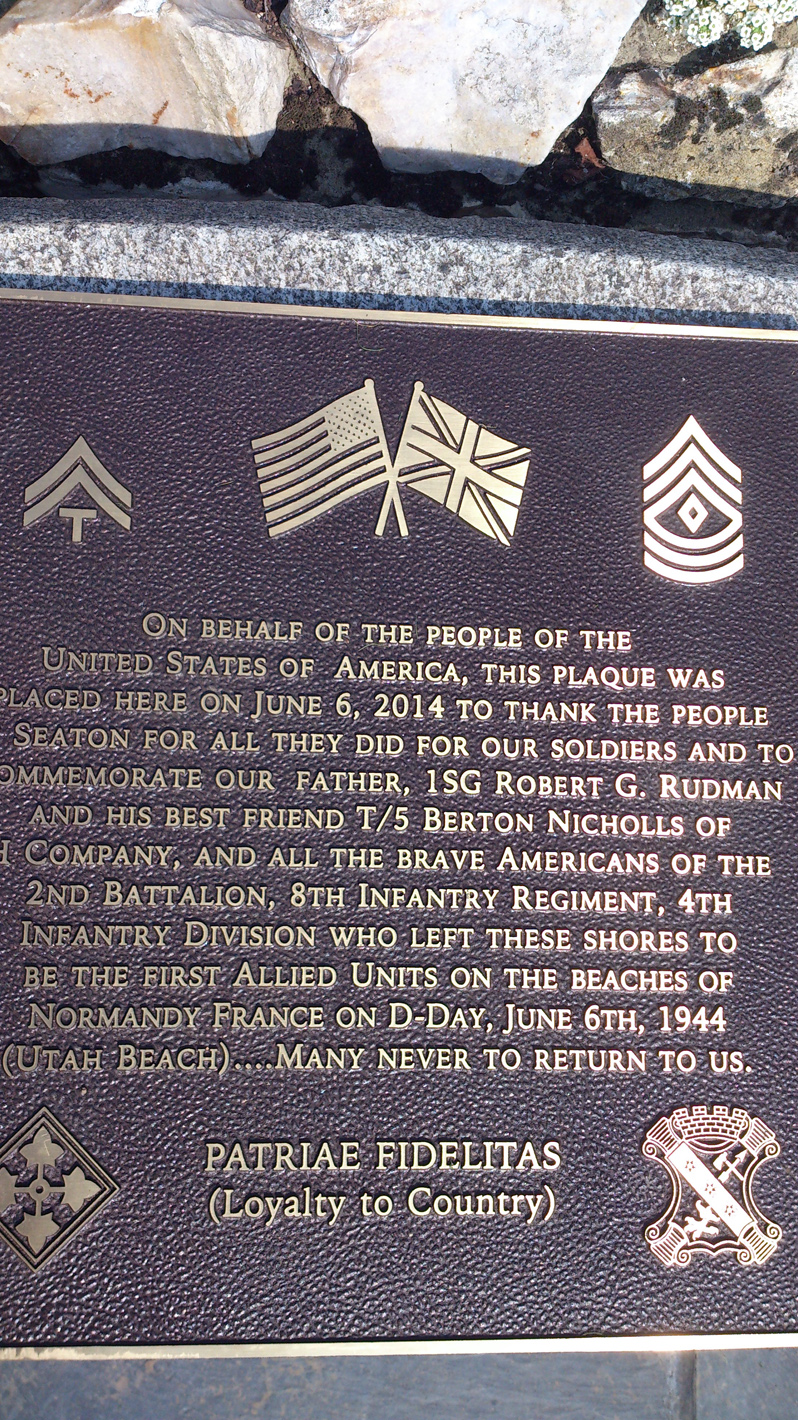 T
On behalf of the people of the
United States of America, this plaque was
placed here on June 6, 2014 to thank the people
Seaton for all they did for our soldiers and to
ommemorate our father, 1SG Robert G. Rudman
and his best friend T/5 Berton Nicholls of
H Company, and all the brave Americans of the
2nd Battalion, 8th Infantry Regiment, 4th
Infantry Division who left these shores to
be the first Allied Units on the beaches of
Normandy France on D-Day, June 6th, 1944
(Utah Beach)....Many never to return to us.
PATRIAE FIDELITAS
(Loyalty to Country)